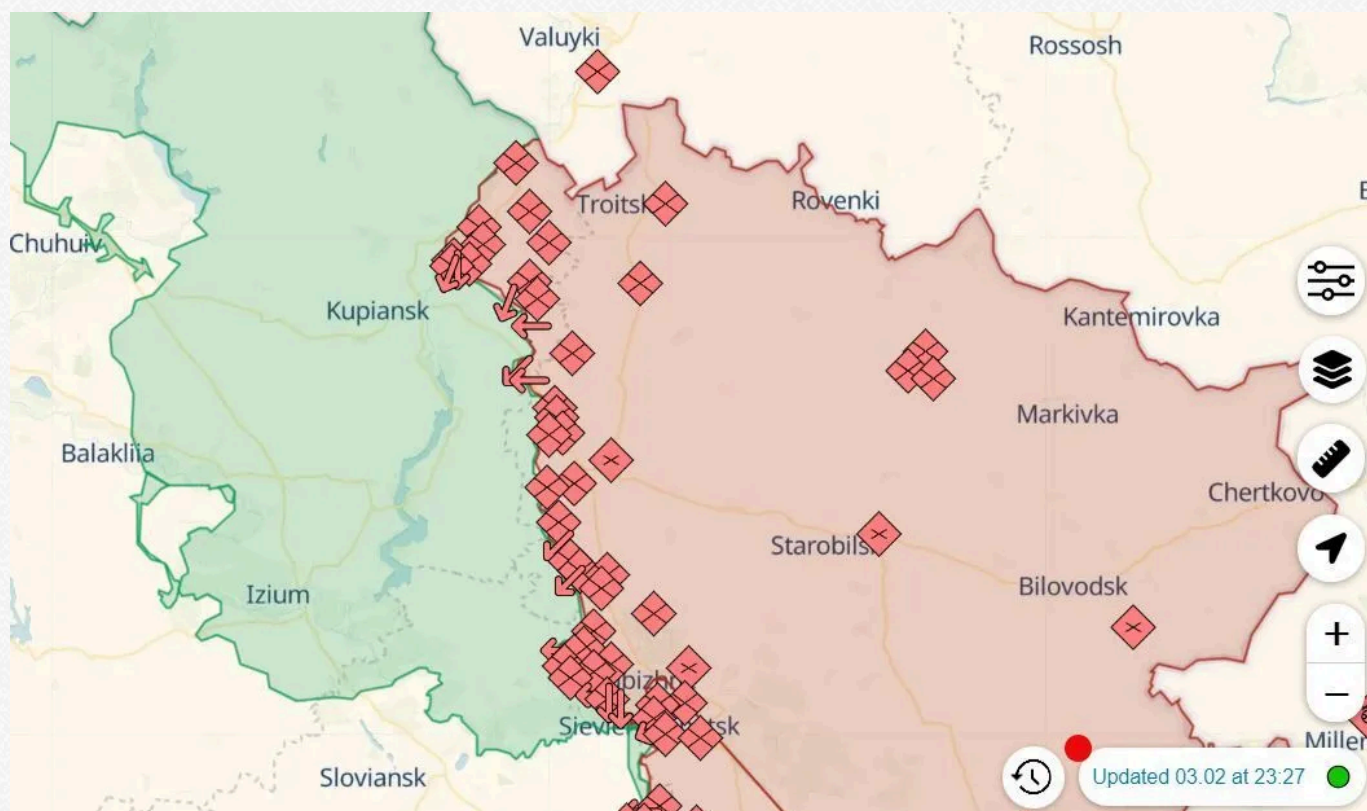 Valuyki
Rossosh
Troitsk
Rovenki
Chuhuiv
Kupiansk
Kantemirovka
Markivka
Balakliia
Chertkovo
Starobilsk
Izium
Bilovodsk
Sloviansk
Updated 03.02 at 23:27